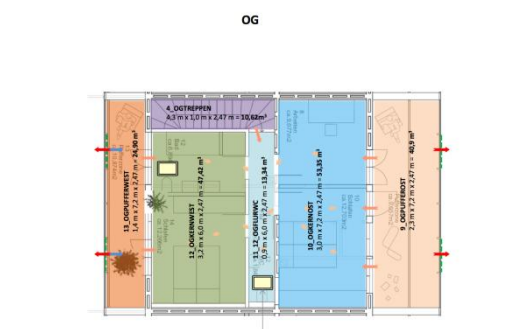 OG
4_OGTREPPEN
4,3 m x 1,0 m x 2,47 m = 10,62m³
13_OGPUFFERWEST
1,4 m x 7,2 m x 2,47 m = 24,90 m³
12_OGKERNWEST
3,2 m x 6,0 m x 2,47 m = 47,42 m³
11_12_OGFLURWC
0,9 m x 6,0 m x 2,47 m = 13,34 m³
10_OGKERNOST
3,0 m x 7,2 m x 2,47 m = 53,35 m³
9_OGPUFFEROST
2,3 m x 7,2 m x 2,47 m = 40,9 m³